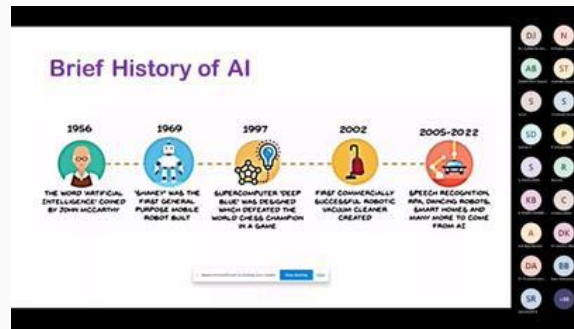 Brief History of AI
1956
THE WORD 'ARTIFICIAL
INTELLIGENCE' COINED
BY JOHN MCCARTHY
1969
'SHAKEY' WAS THE
FIRST GENERAL
PURPOSE MOBILE
ROBOT BUILT
1997
SUPERCOMPUTER 'DEEP
BLUE' WAS DESIGNED
WHICH DEFEATED THE
WORLD CHESS CHAMPION
IN A GAME
2002
FIRST COMMERCIALLY
SUCCESSFUL ROBOTIC
VACUUM CLEANER
CREATED
2005-2022
SPEECH RECOGNITION,
RPA, DANCING ROBOTS,
SMART HOMES AND
MANY MORE TO COME
FROM AI
DJ
N
AB
ST
S
S
SD
P
S
R
KB
C
A
DK
DA
BB
SR